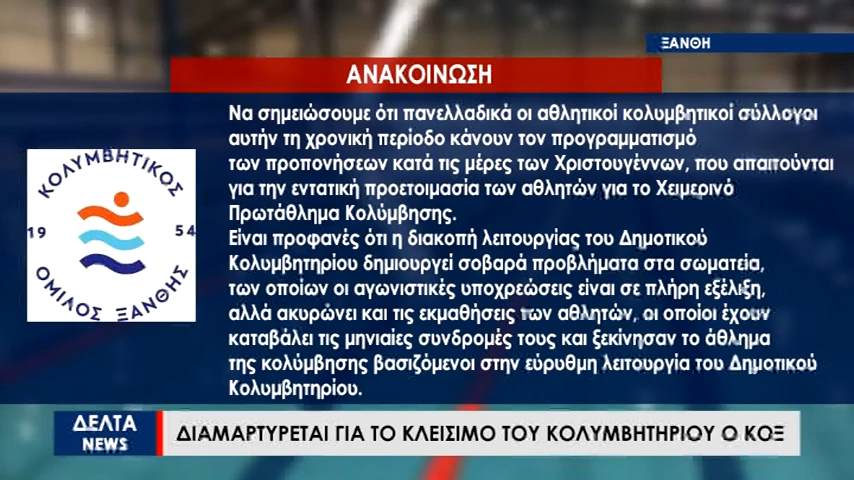 ΞΑΝΘΗ
ΑΝΑΚΟΙΝΩΣΗ
Να σημειώσουμε ότι πανελλαδικά οι αθλητικοί κολυμβητικοί σύλλογοι
αυτήν τη χρονική περίοδο κάνουν τον προγραμματισμό
των προπονήσεων κατά τις μέρες των Χριστουγέννων, που απαιτούνται
για την εντατική προετοιμασία των αθλητών για το Χειμερινό
Πρωτάθλημα Κολύμβησης.
Είναι προφανές ότι η διακοπή λειτουργίας του Δημοτικού
Κολυμβητηρίου δημιουργεί σοβαρά προβλήματα στα σωματεία,
των οποίων οι αγωνιστικές υποχρεώσεις είναι σε πλήρη εξέλιξη,
αλλά ακυρώνει και τις εκμαθήσεις των αθλητών, οι οποίοι έχουν
καταβάλει τις μηνιαίες συνδρομές τους και ξεκίνησαν το άθλημα
της κολύμβησης βασιζόμενοι στην εύρυθμη λειτουργία του Δημοτικού
Κολυμβητηρίου.
ΚΟΛΥΜΒΗΤΙΚΟΣ
19 54
ΟΜΙΛΟΣ ΞΑΝΘΗΣ
ΔΕΛΤΑ
NEWS
ΔΙΑΜΑΡΤΥΡΕΤΑΙ ΓΙΑ ΤΟ ΚΛΕΙΣΙΜΟ ΤΟΥ ΚΟΛΥΜΒΗΤΗΡΙΟΥ Ο ΚΟΞ